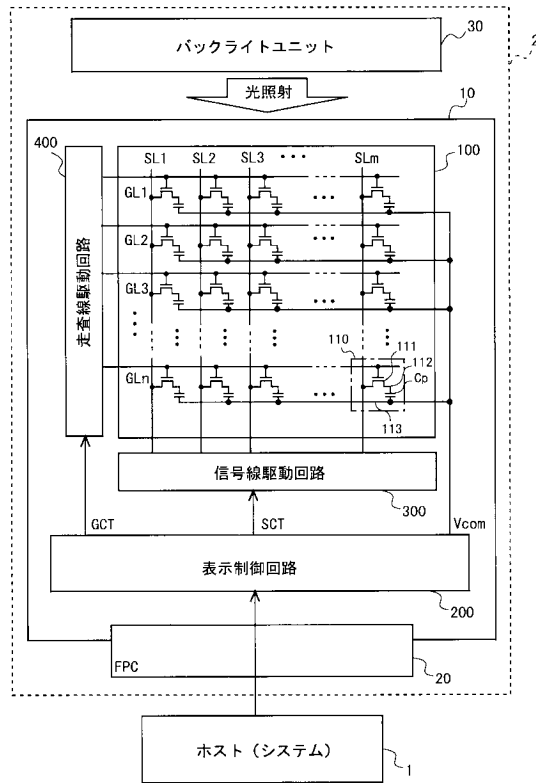 バックライトユニット
30
2
光照射
10
400
100
SL1 SL2 SL3 ・・・ SLm
走査線駆動回路
GL1
GL2
GL3
110
111
112
GLn
Cp
113
信号線駆動回路
300
GCT
SCT
Vcom
表示制御回路
200
FPC
20
ホスト(システム)
1